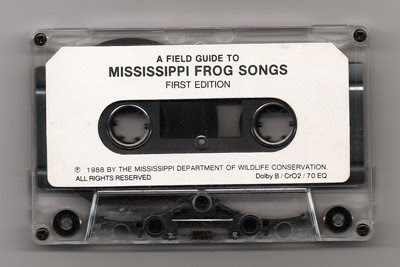 A FIELD GUIDE TO
MISSISSIPPI FROG SONGS
FIRST EDITION
℗ 1988 BY THE MISSISSIPPI DEPARTMENT OF WILDLIFE CONSERVATION.
ALL RIGHTS RESERVED
Dolby B / CrO2 / 70 EQ